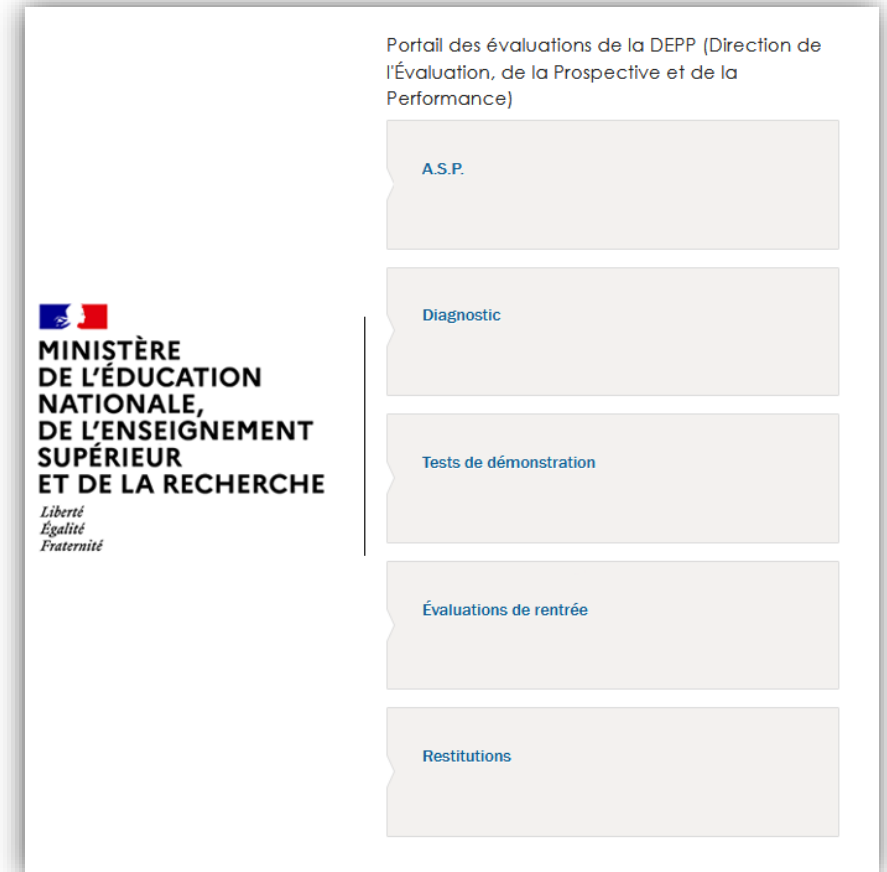 Portail des évaluations de la DEPP (Direction de
l'Évaluation, de la Prospective et de la
Performance)
A.S.P.
Diagnostic
Tests de démonstration
Évaluations de rentrée
Restitutions
MINISTÈRE
DE L'ÉDUCATION
NATIONALE,
DE L'ENSEIGNEMENT
SUPÉRIEUR
ET DE LA RECHERCHE
Liberté
Égalité
Fraternité